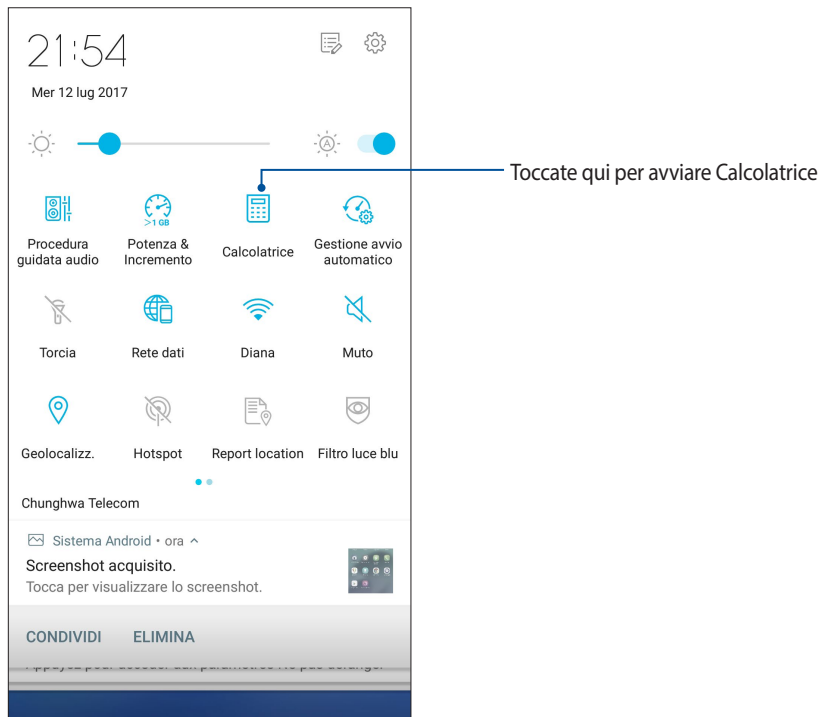 21:54
Mer 12 lug 2017
A
Toccate qui per avviare Calcolatrice
>1 GB
Procedura guidata audio
Potenza & Incremento
Calcolatrice
Gestione avvio automatico
Torcia
Rete dati
Diana
Muto
Geolocalizz.
Hotspot
Report location
Filtro luce blu
Chunghwa Telecom
Sistema Android • ora
Screenshot acquisito.
Tocca per visualizzare lo screenshot.
CONDIVIDI ELIMINA